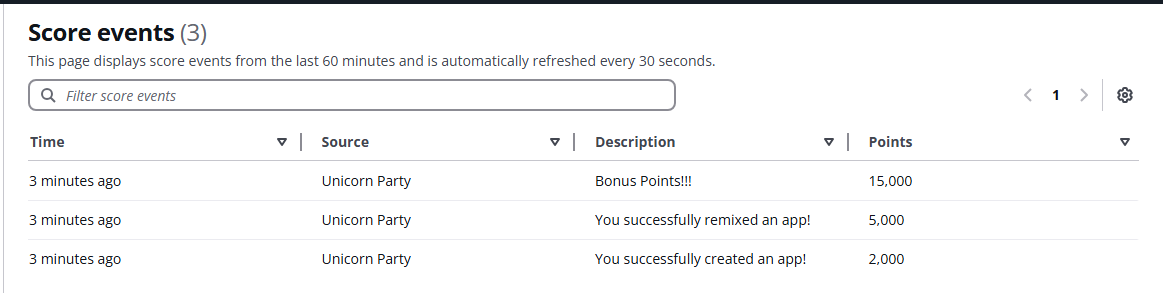 Score events (3)
This page displays score events from the last 60 minutes and is automatically refreshed every 30 seconds.
Filter score events
1
Time Source Description Points
3 minutes ago Unicorn Party Bonus Points!!! 15,000
3 minutes ago Unicorn Party You successfully remixed an app! 5,000
3 minutes ago Unicorn Party You successfully created an app! 2,000